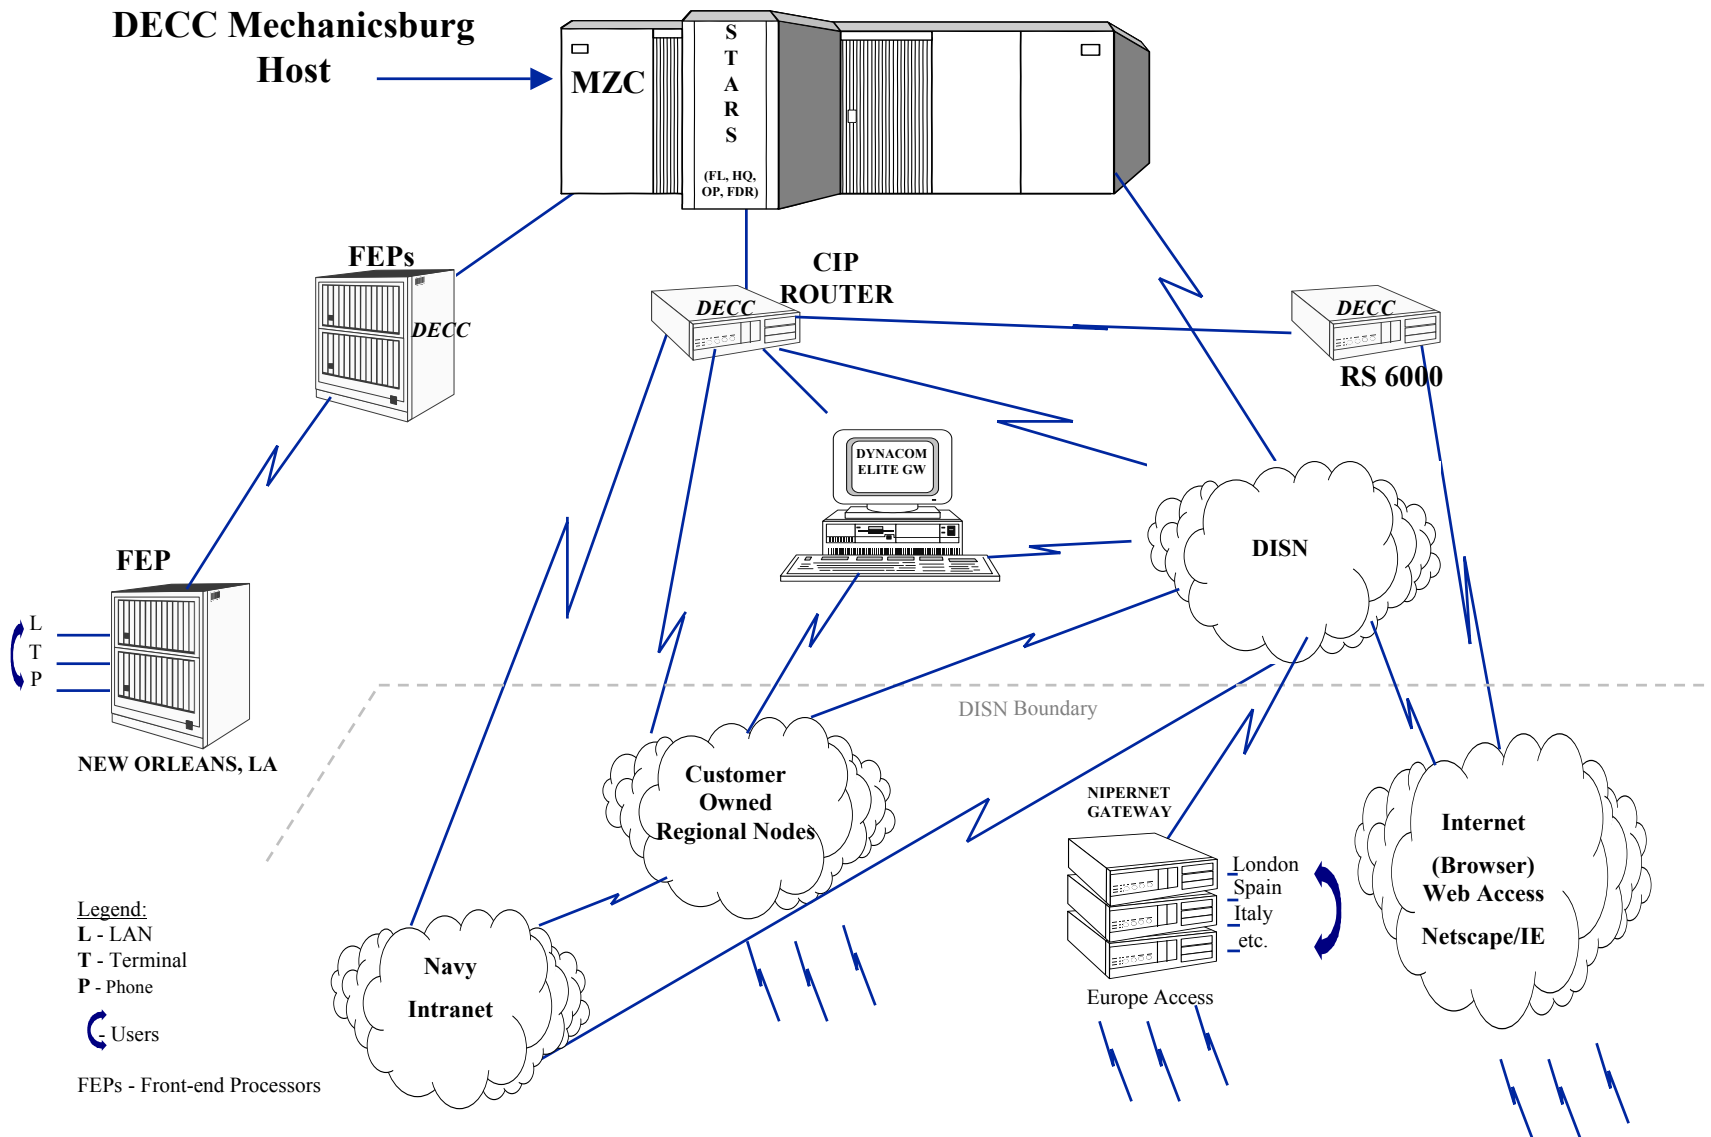 DECC Mechanicsburg
Host
MZC
S
T
A
R
S
(FL, HQ,
OP, FDR)
FEPs
DECC
CIP
ROUTER
DECC
DECC
RS 6000
DYNACOM
ELITE GW
DISN
FEP
L
T
P
NEW ORLEANS, LA
DISN Boundary
Customer
Owned
Regional Nodes
NIPERNET
GATEWAY
London
Spain
Italy
etc.
Europe Access
Internet
(Browser)
Web Access
Netscape/IE
Navy
Intranet
Legend:
L - LAN
T - Terminal
P - Phone
- Users
FEPs - Front-end Processors